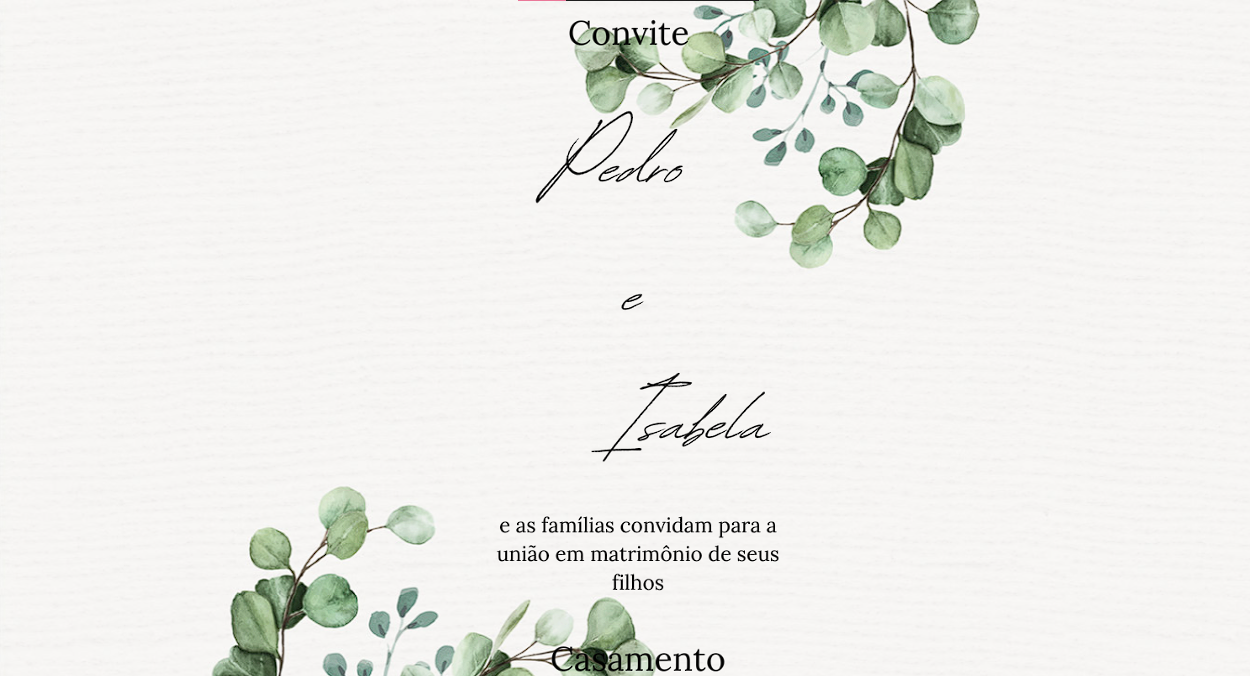 Convite
Pedro
e
Isabela
e as famílias convidam para a
união em matrimônio de seus
filhos
Casamento